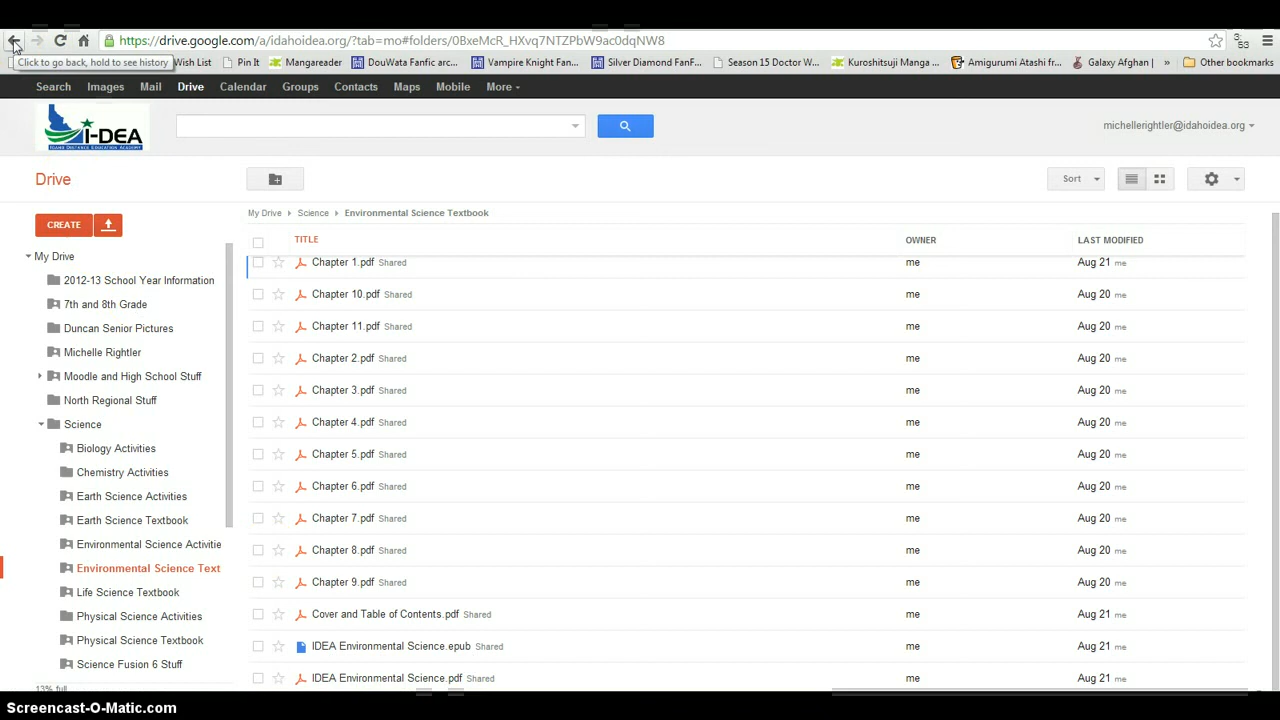 https://drive.google.com/a/idahoidea.org/?tab=mo#folders/0BxeMcR_HXvq7NTZPbW9ac0dqNW8
Click to go back, hold to see history
Wish List Pin It Mangareader DouWata Fanfic arc... Vampire Knight Fan... Silver Diamond FanF... Season 15 Doctor W... Kuroshitsuji Manga ... Amigurumi Atashi fr... Galaxy Afghan | » Other bookmarks
Search Images Mail Drive Calendar Groups Contacts Maps Mobile More
I-DEA
IDAHO DISTANCE EDUCATION ACADEMY
michellerightler@idahoidea.org
Drive
Sort
CREATE
My Drive Science Environmental Science Textbook
TITLE OWNER LAST MODIFIED
My Drive
2012-13 School Year Information
7th and 8th Grade
Duncan Senior Pictures
Michelle Rightler
Moodle and High School Stuff
North Regional Stuff
Science
Biology Activities
Chemistry Activities
Earth Science Activities
Earth Science Textbook
Environmental Science Activitie
Environmental Science Text
Life Science Textbook
Physical Science Activities
Physical Science Textbook
Science Fusion 6 Stuff
13% full
Chapter 1.pdf Shared me Aug 21 me
Chapter 10.pdf Shared me Aug 20 me
Chapter 11.pdf Shared me Aug 20 me
Chapter 2.pdf Shared me Aug 20 me
Chapter 3.pdf Shared me Aug 20 me
Chapter 4.pdf Shared me Aug 20 me
Chapter 5.pdf Shared me Aug 20 me
Chapter 6.pdf Shared me Aug 20 me
Chapter 7.pdf Shared me Aug 20 me
Chapter 8.pdf Shared me Aug 20 me
Chapter 9.pdf Shared me Aug 20 me
Cover and Table of Contents.pdf Shared me Aug 21 me
IDEA Environmental Science.epub Shared me Aug 21 me
IDEA Environmental Science.pdf Shared me Aug 21 me
Screencast-O-Matic.com